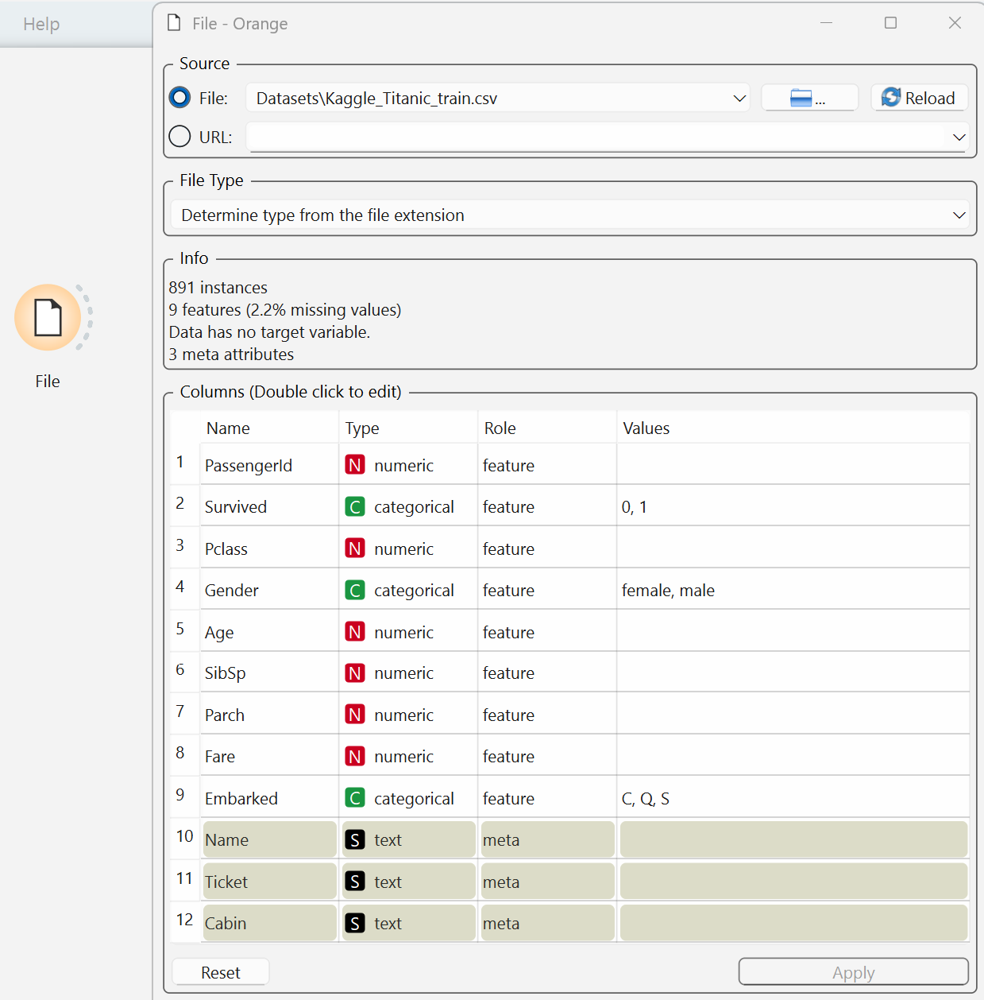 Help
File - Orange
Source
File: Datasets\Kaggle_Titanic_train.csv ... Reload
URL:
File Type
Determine type from the file extension
Info
891 instances
9 features (2.2% missing values)
Data has no target variable.
3 meta attributes
File
Columns (Double click to edit)
Name Type Role Values
1 PassengerId N numeric feature
2 Survived C categorical feature 0, 1
3 Pclass N numeric feature
4 Gender C categorical feature female, male
5 Age N numeric feature
6 SibSp N numeric feature
7 Parch N numeric feature
8 Fare N numeric feature
9 Embarked C categorical feature C, Q, S
10 Name S text meta
11 Ticket S text meta
12 Cabin S text meta
Reset Apply